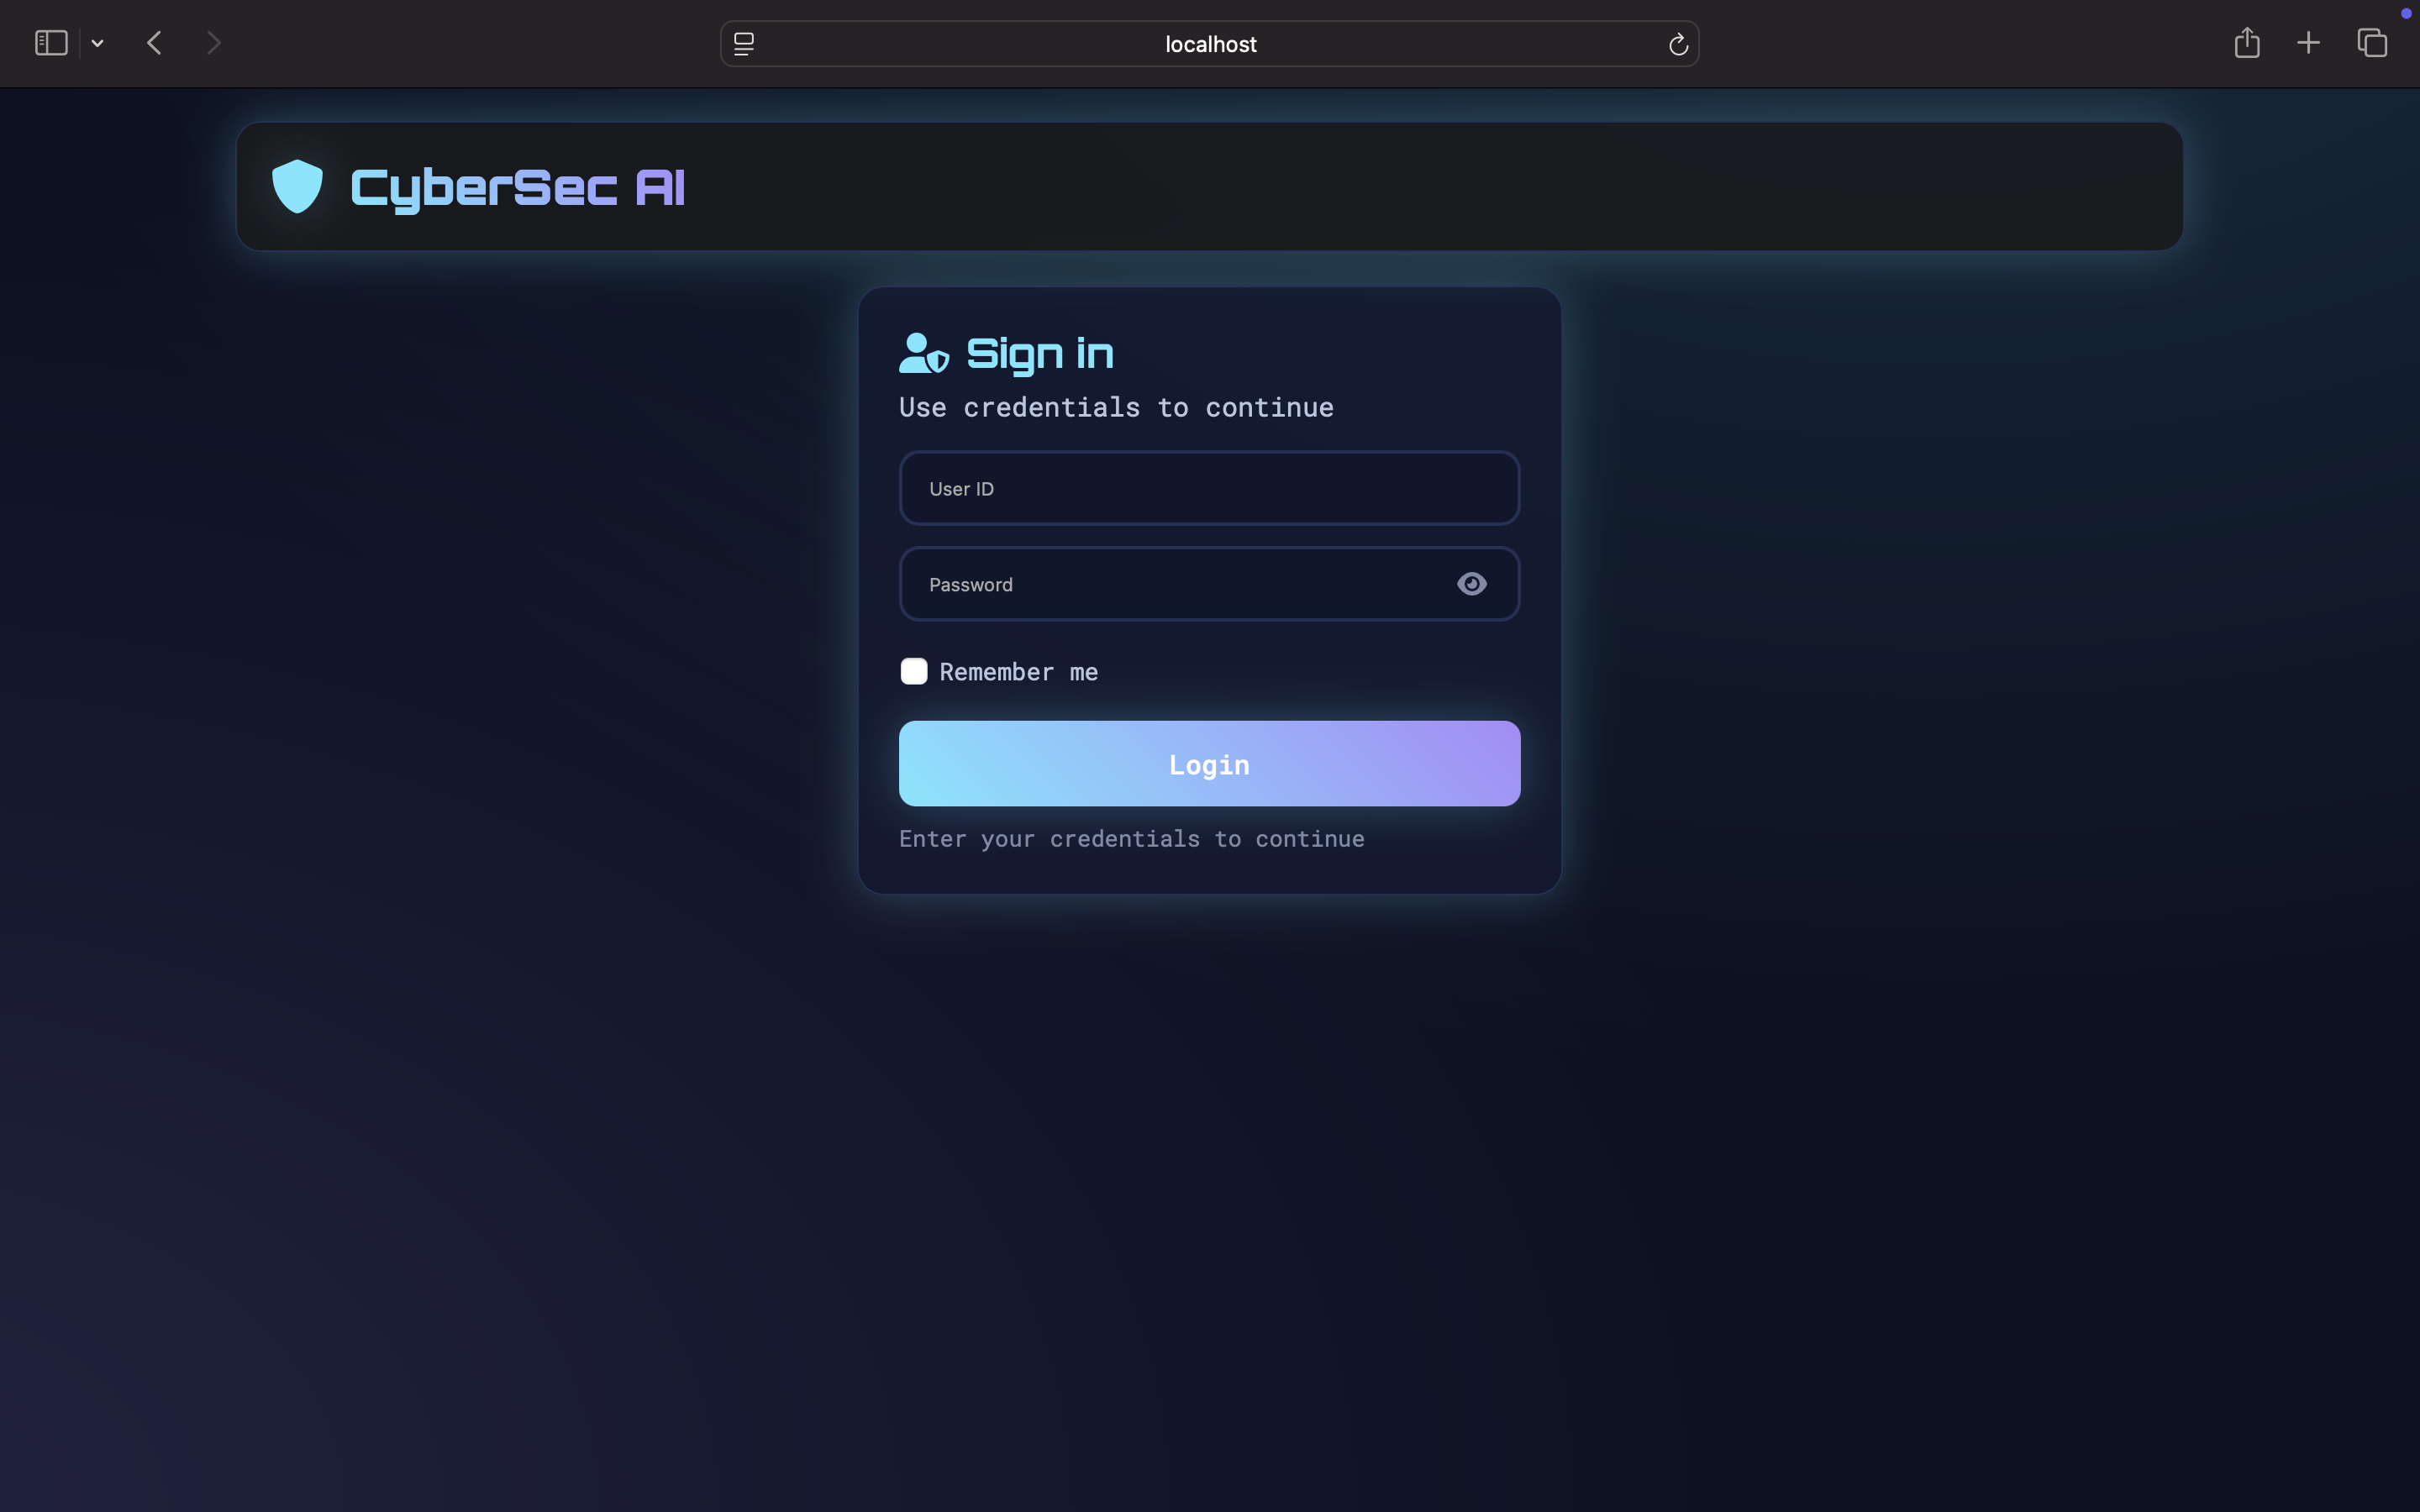 localhost
CyberSec AI
Sign in
Use credentials to continue
User ID
Password
Remember me
Login
Enter your credentials to continue